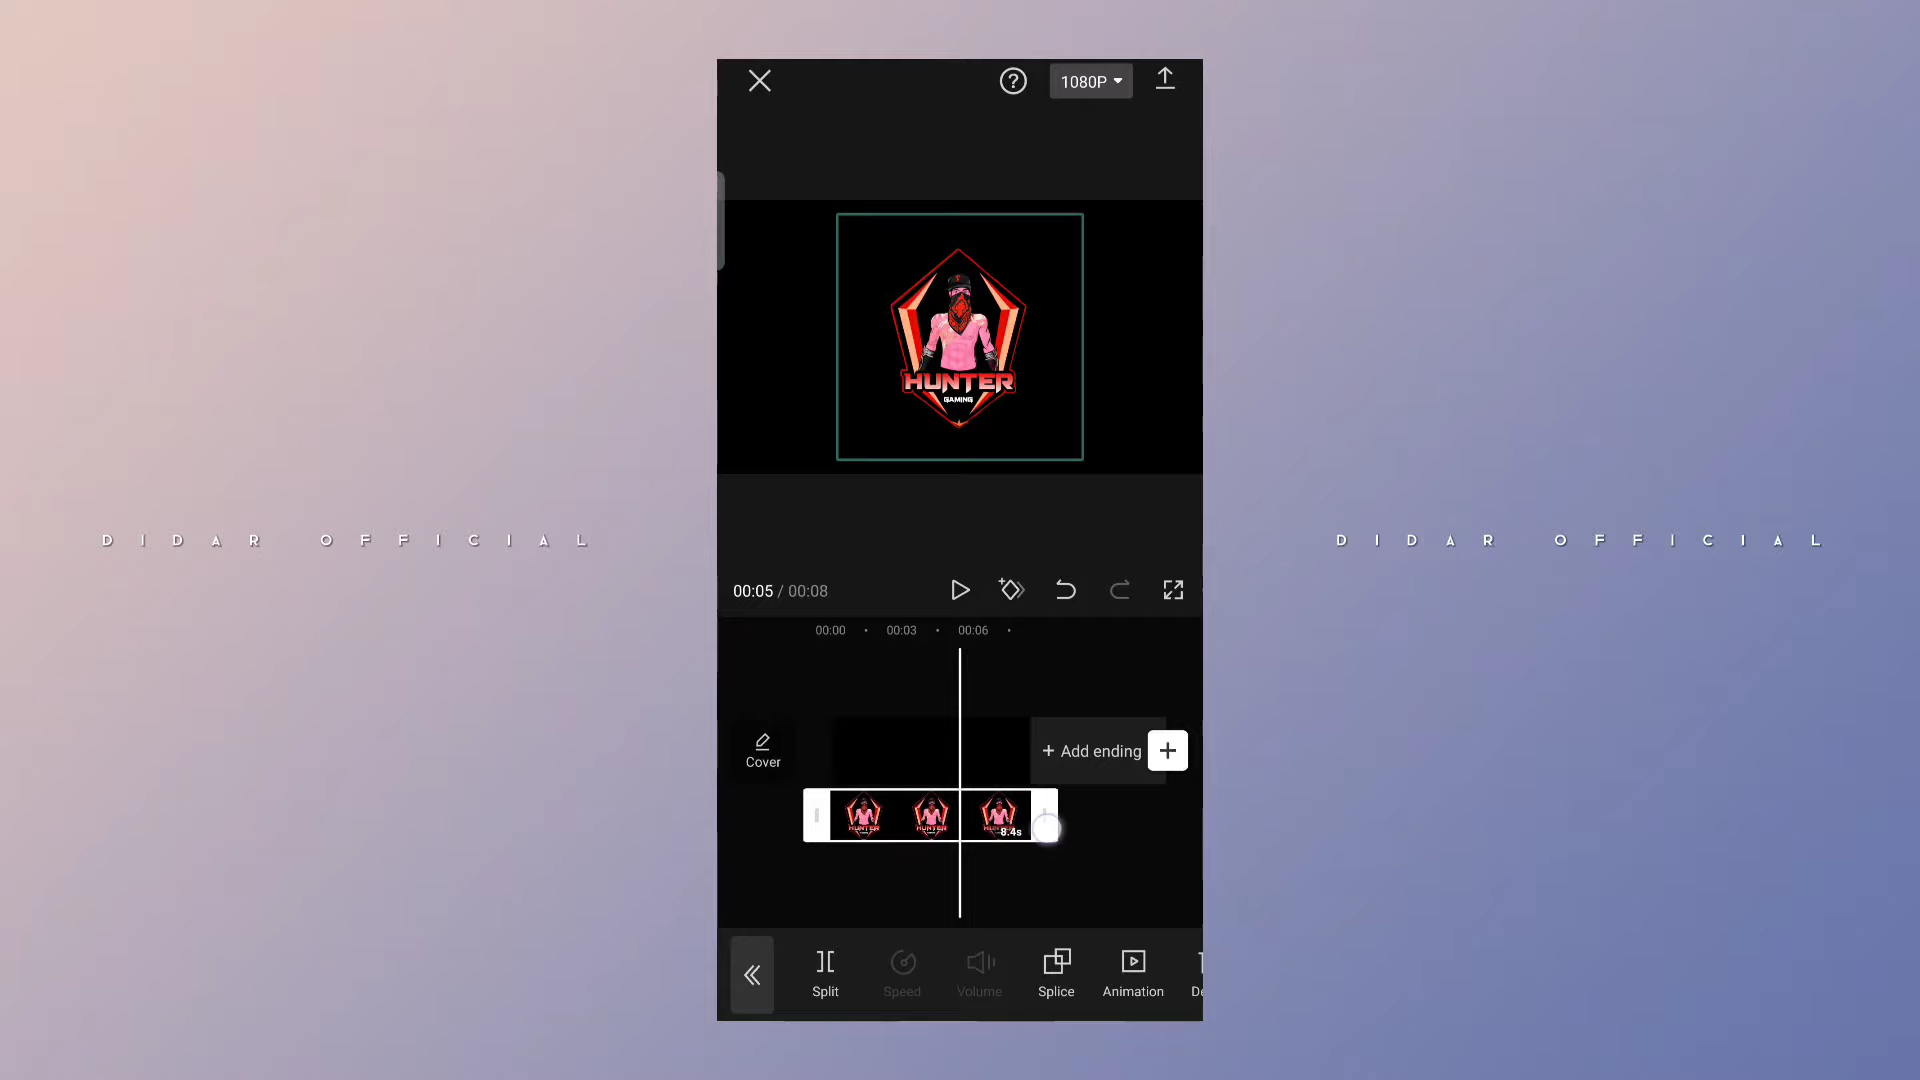 1080P
HUNTER
GAMING
DIDAR OFFICIAL
DIDAR OFFICIAL
00:05 / 00:08
00:00 00:03 00:06
Cover
+ Add ending
8.4s
Split Speed Volume Splice Animation